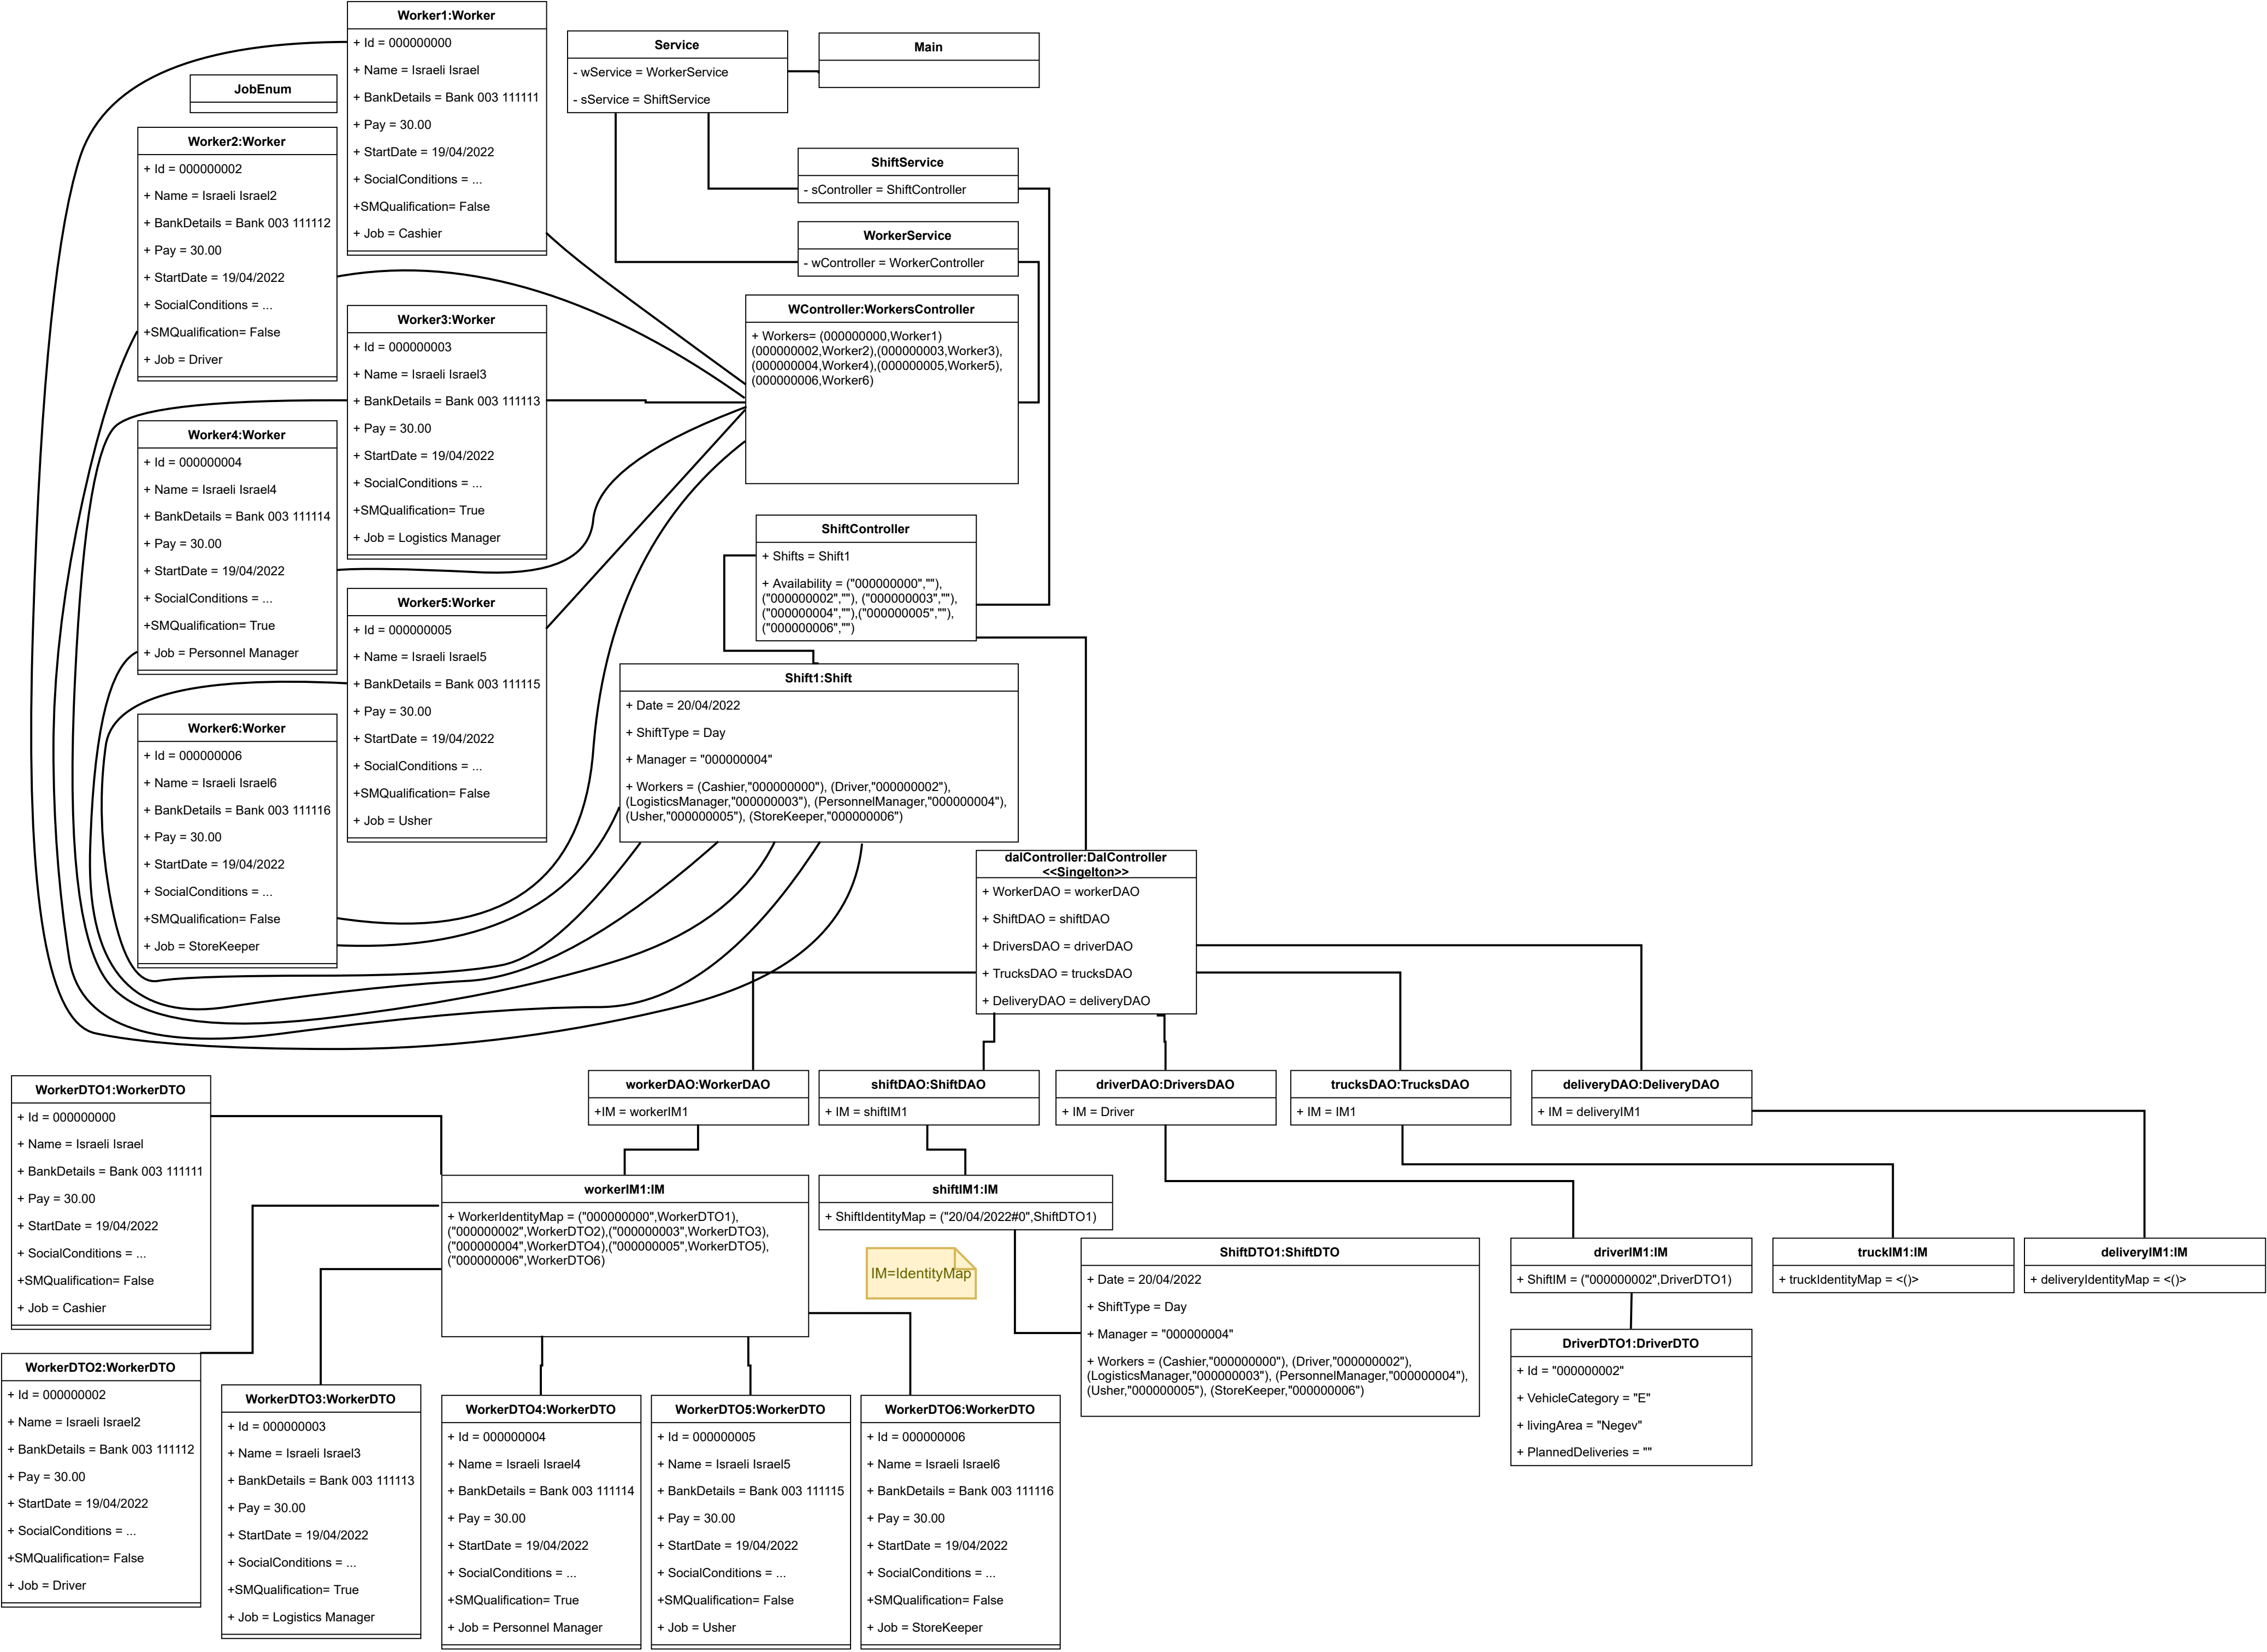 Worker1:Worker
+ Id = 000000000
+ Name = Israeli Israel
+ BankDetails = Bank 003 111111
+ Pay = 30.00
+ StartDate = 19/04/2022
+ SocialConditions = ...
+SMQualification= False
+ Job = Cashier
Service
- wService = WorkerService
- sService = ShiftService
Main
JobEnum
Worker2:Worker
+ Id = 000000002
+ Name = Israeli Israel2
+ BankDetails = Bank 003 111112
+ Pay = 30.00
+ StartDate = 19/04/2022
+ SocialConditions = ...
+SMQualification= False
+ Job = Driver
ShiftService
- sController = ShiftController
WorkerService
- wController = WorkerController
WController:WorkersController
+ Workers= (000000000,Worker1)
(000000002,Worker2),(000000003,Worker3),
(000000004,Worker4),(000000005,Worker5),
(000000006,Worker6)
Worker3:Worker
+ Id = 000000003
+ Name = Israeli Israel3
+ BankDetails = Bank 003 111113
+ Pay = 30.00
+ StartDate = 19/04/2022
+ SocialConditions = ...
+SMQualification= True
+ Job = Logistics Manager
Worker4:Worker
+ Id = 000000004
+ Name = Israeli Israel4
+ BankDetails = Bank 003 111114
+ Pay = 30.00
+ StartDate = 19/04/2022
+ SocialConditions = ...
+SMQualification= True
+ Job = Personnel Manager
ShiftController
+ Shifts = Shift1
+ Availability = ("000000000",""),
("000000002",""), ("000000003",""),
("000000004",""),("000000005",""),
("000000006","")
Worker5:Worker
+ Id = 000000005
+ Name = Israeli Israel5
+ BankDetails = Bank 003 111115
+ Pay = 30.00
+ StartDate = 19/04/2022
+ SocialConditions = ...
+SMQualification= False
+ Job = Usher
Shift1:Shift
+ Date = 20/04/2022
+ ShiftType = Day
+ Manager = "000000004"
+ Workers = (Cashier,"000000000"), (Driver,"000000002"),
(LogisticsManager,"000000003"), (PersonnelManager,"000000004"),
(Usher,"000000005"), (StoreKeeper,"000000006")
Worker6:Worker
+ Id = 000000006
+ Name = Israeli Israel6
+ BankDetails = Bank 003 111116
+ Pay = 30.00
+ StartDate = 19/04/2022
+ SocialConditions = ...
+SMQualification= False
+ Job = StoreKeeper
dalController:DalController
<<Singelton>>
+ WorkerDAO = workerDAO
+ ShiftDAO = shiftDAO
+ DriversDAO = driverDAO
+ TrucksDAO = trucksDAO
+ DeliveryDAO = deliveryDAO
workerDAO:WorkerDAO
+IM = workerIM1
shiftDAO:ShiftDAO
+ IM = shiftIM1
driverDAO:DriversDAO
+ IM = Driver
trucksDAO:TrucksDAO
+ IM = IM1
deliveryDAO:DeliveryDAO
+ IM = deliveryIM1
WorkerDTO1:WorkerDTO
+ Id = 000000000
+ Name = Israeli Israel
+ BankDetails = Bank 003 111111
+ Pay = 30.00
+ StartDate = 19/04/2022
+ SocialConditions = ...
+SMQualification= False
+ Job = Cashier
workerIM1:IM
+ WorkerIdentityMap = ("000000000",WorkerDTO1),
("000000002",WorkerDTO2),("000000003",WorkerDTO3),
("000000004",WorkerDTO4),("000000005",WorkerDTO5),
("000000006",WorkerDTO6)
shiftIM1:IM
+ ShiftIdentityMap = ("20/04/2022#0",ShiftDTO1)
IM=IdentityMap
ShiftDTO1:ShiftDTO
+ Date = 20/04/2022
+ ShiftType = Day
+ Manager = "000000004"
+ Workers = (Cashier,"000000000"), (Driver,"000000002"),
(LogisticsManager,"000000003"), (PersonnelManager,"000000004"),
(Usher,"000000005"), (StoreKeeper,"000000006")
driverIM1:IM
+ ShiftIM = ("000000002",DriverDTO1)
truckIM1:IM
+ truckIdentityMap = <()>
deliveryIM1:IM
+ deliveryIdentityMap = <()>
DriverDTO1:DriverDTO
+ Id = "000000002"
+ VehicleCategory = "E"
+ livingArea = "Negev"
+ PlannedDeliveries = ""
WorkerDTO2:WorkerDTO
+ Id = 000000002
+ Name = Israeli Israel2
+ BankDetails = Bank 003 111112
+ Pay = 30.00
+ StartDate = 19/04/2022
+ SocialConditions = ...
+SMQualification= False
+ Job = Driver
WorkerDTO3:WorkerDTO
+ Id = 000000003
+ Name = Israeli Israel3
+ BankDetails = Bank 003 111113
+ Pay = 30.00
+ StartDate = 19/04/2022
+ SocialConditions = ...
+SMQualification= True
+ Job = Logistics Manager
WorkerDTO4:WorkerDTO
+ Id = 000000004
+ Name = Israeli Israel4
+ BankDetails = Bank 003 111114
+ Pay = 30.00
+ StartDate = 19/04/2022
+ SocialConditions = ...
+SMQualification= True
+ Job = Personnel Manager
WorkerDTO5:WorkerDTO
+ Id = 000000005
+ Name = Israeli Israel5
+ BankDetails = Bank 003 111115
+ Pay = 30.00
+ StartDate = 19/04/2022
+ SocialConditions = ...
+SMQualification= False
+ Job = Usher
WorkerDTO6:WorkerDTO
+ Id = 000000006
+ Name = Israeli Israel6
+ BankDetails = Bank 003 111116
+ Pay = 30.00
+ StartDate = 19/04/2022
+ SocialConditions = ...
+SMQualification= False
+ Job = StoreKeeper